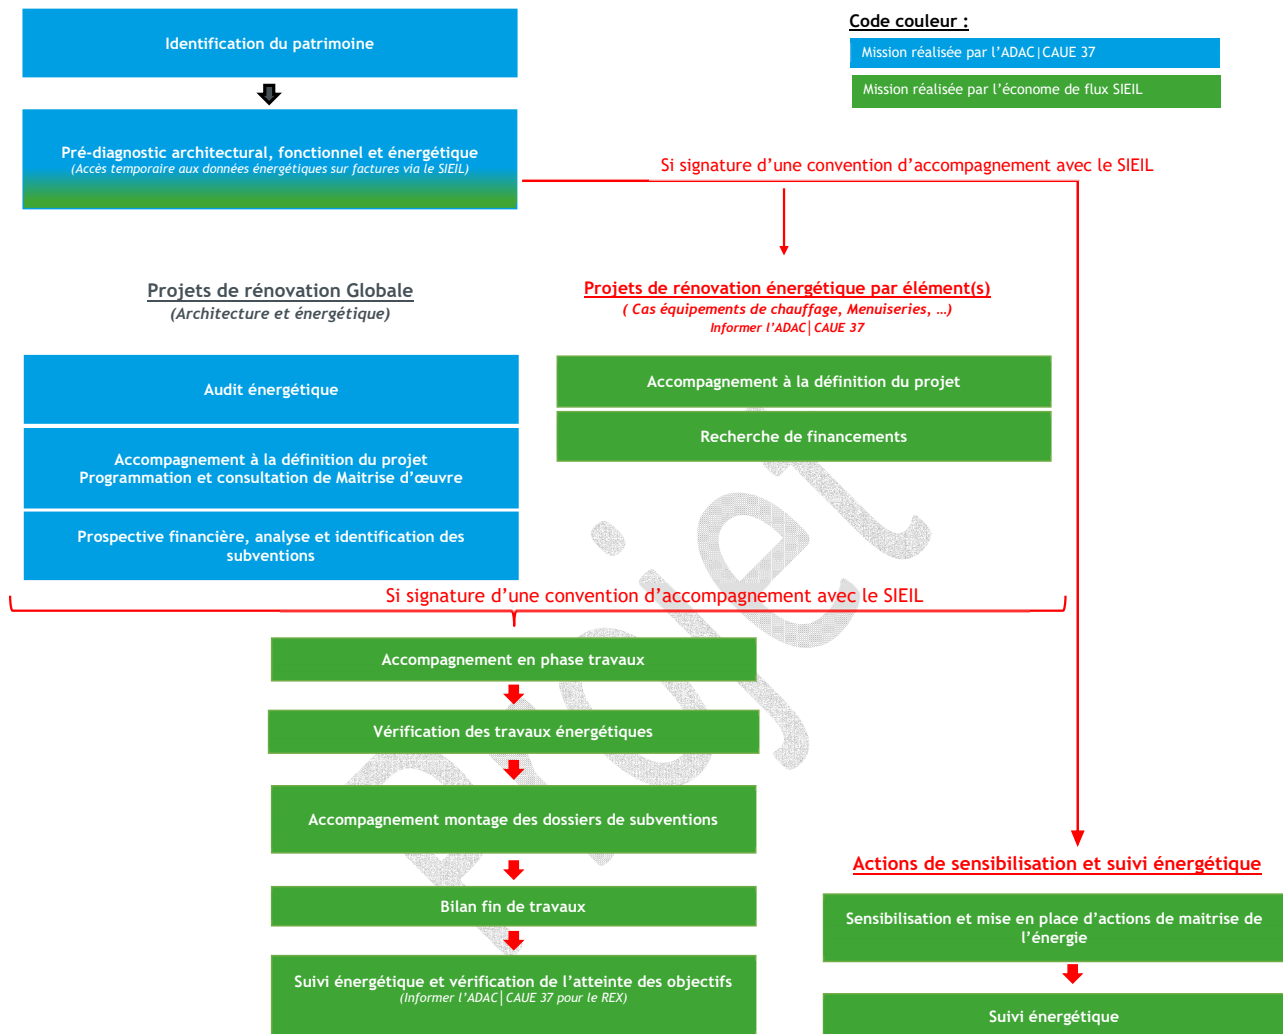 Identification du patrimoine
Code couleur :
Mission réalisée par l’ADAC|CAUE 37
Mission réalisée par l’économe de flux SIEIL
Pré-diagnostic architectural, fonctionnel et énergétique
(Accès temporaire aux données énergétiques sur factures via le SIEIL)
Si signature d’une convention d’accompagnement avec le SIEIL
Projets de rénovation Globale
(Architecture et énergétique)
Projets de rénovation énergétique par élément(s)
( Cas équipements de chauffage, Menuiseries, …)
Informer l’ADAC|CAUE 37
Audit énergétique
Accompagnement à la définition du projet
Programmation et consultation de Maitrise d’œuvre
Prospective financière, analyse et identification des
subventions
Accompagnement à la définition du projet
Recherche de financements
Si signature d’une convention d’accompagnement avec le SIEIL
Accompagnement en phase travaux
Vérification des travaux énergétiques
Accompagnement montage des dossiers de subventions
Bilan fin de travaux
Suivi énergétique et vérification de l’atteinte des objectifs
(Informer l’ADAC|CAUE 37 pour le REX)
Actions de sensibilisation et suivi énergétique
Sensibilisation et mise en place d’actions de maitrise de
l’énergie
Suivi énergétique
Projet